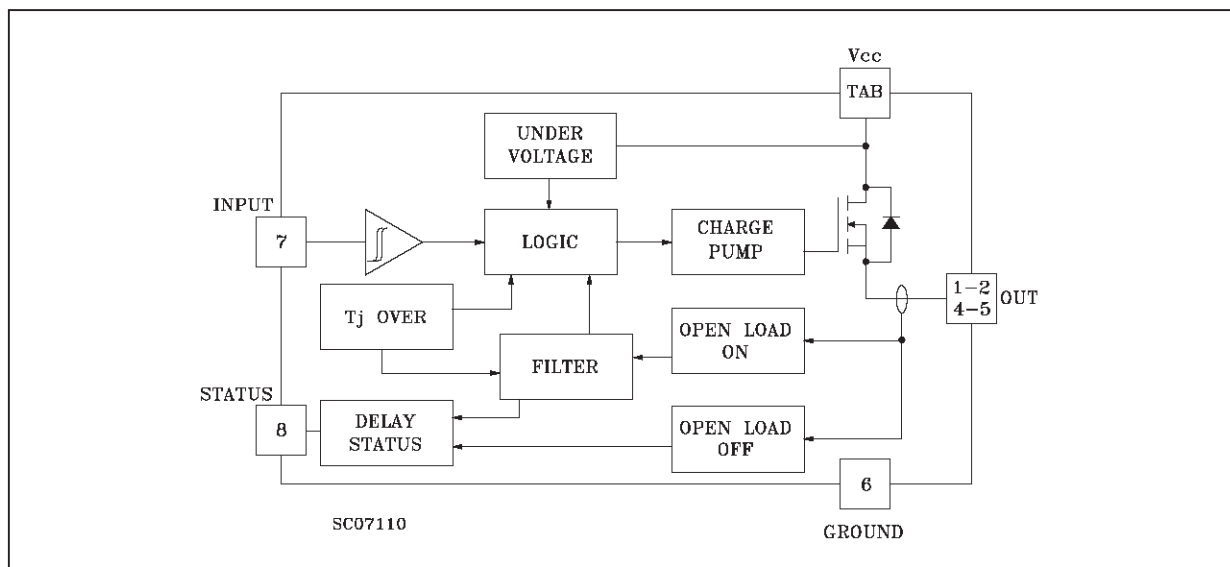 Vcc
TAB
UNDER
VOLTAGE
INPUT
7
LOGIC
CHARGE
PUMP
1-2
4-5
OUT
Tj OVER
OPEN LOAD
ON
FILTER
STATUS
8
DELAY
STATUS
OPEN LOAD
OFF
6
SC07110
GROUND